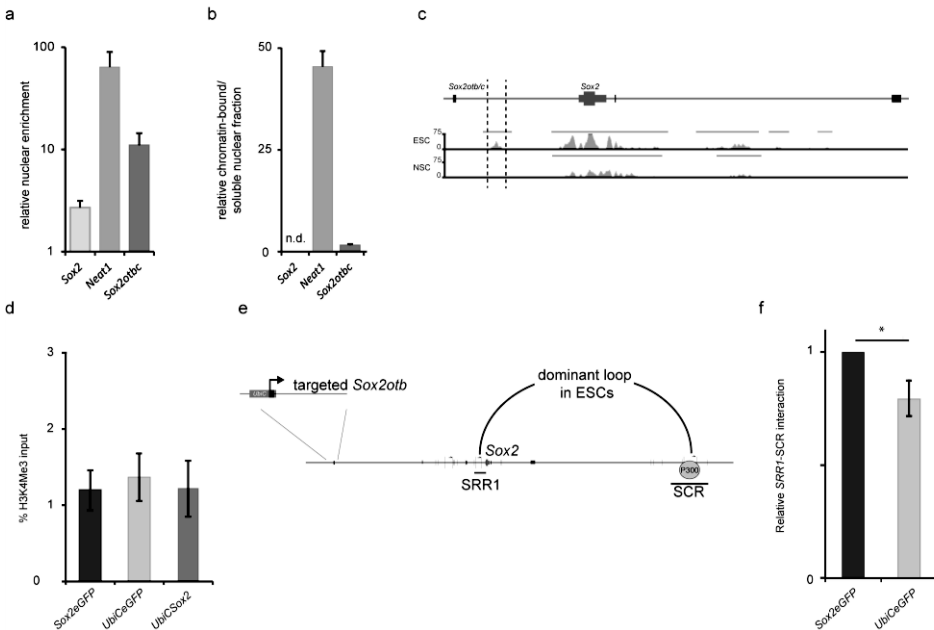 a
relative nuclear enrichment
100
10
1
Sox2
Neat1
Sox2otbc
b
relative chromatin-bound/
soluble nuclear fraction
50
25
0
n.d.
Sox2
Neat1
Sox2otbc
c
Sox2otb/c
Sox2
ESC
75
0
NSC
75
0
d
% H3K4Me3 input
3
2
1
0
Sox2eGFP
UbiCeGFP
UbiCSox2
e
targeted Sox2otb
dominant loop
in ESCs
Sox2
SRR1
P300
SCR
f
Relative SRR1-SCR interaction
1
0
*
Sox2eGFP
UbiCeGFP